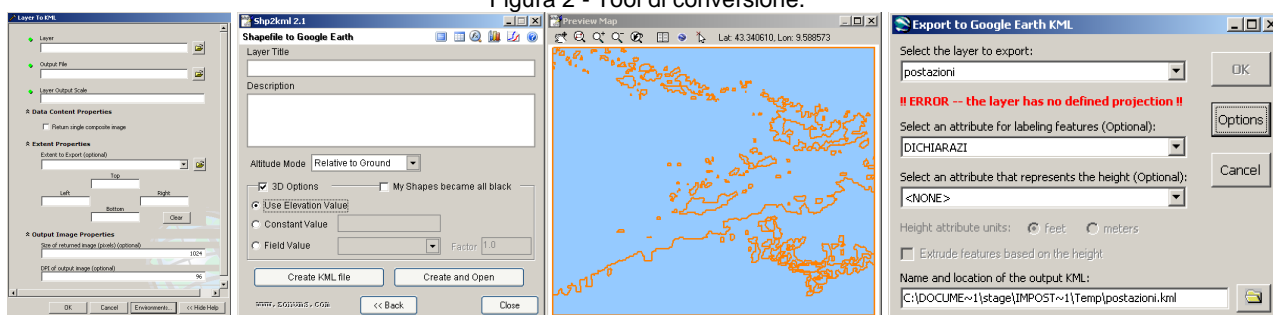 Figura 2 - Tool di conversione.
Layer To KML
Layer
Output File
Layer Output Scale
Data Content Properties
Return single composite image
Extent Properties
Extent to Export (optional)
Top
Left
Right
Bottom
Clear
Output Image Properties
Size of returned image (pixels) (optional)
1024
DPI of output image (optional)
96
OK
Cancel
Environments...
<< Hide Help
Shp2kml 2.1
Shapefile to Google Earth
Layer Title
Description
Altitude Mode
Relative to Ground
3D Options
My Shapes became all black
Use Elevation Value
Constant Value
Field Value
Factor
1.0
Create KML file
Create and Open
www.zonums.com
<< Back
Close
Preview Map
Lat: 43.340610, Lon: 9.588573
Export to Google Earth KML
Select the layer to export:
postazioni
OK
!! ERROR -- the layer has no defined projection !!
Options
Select an attribute for labeling features (Optional):
DICHIARAZI
Cancel
Select an attribute that represents the height (Optional):
<NONE>
Height attribute units:
feet
meters
Extrude features based on the height
Name and location of the output KML:
C:\DOCUME~1\stage\IMPOST~1\Temp\postazioni.kml